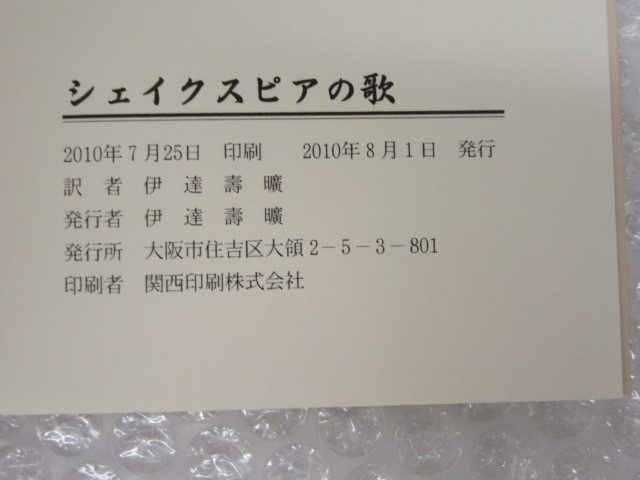 シェイクスピアの歌
2010年7月25日　印刷　　2010年8月1日　発行
訳　者　伊　達　壽　曠
発行者　伊　達　壽　曠
発行所　大阪市住吉区大領2－5－3－801
印刷者　関西印刷株式会社